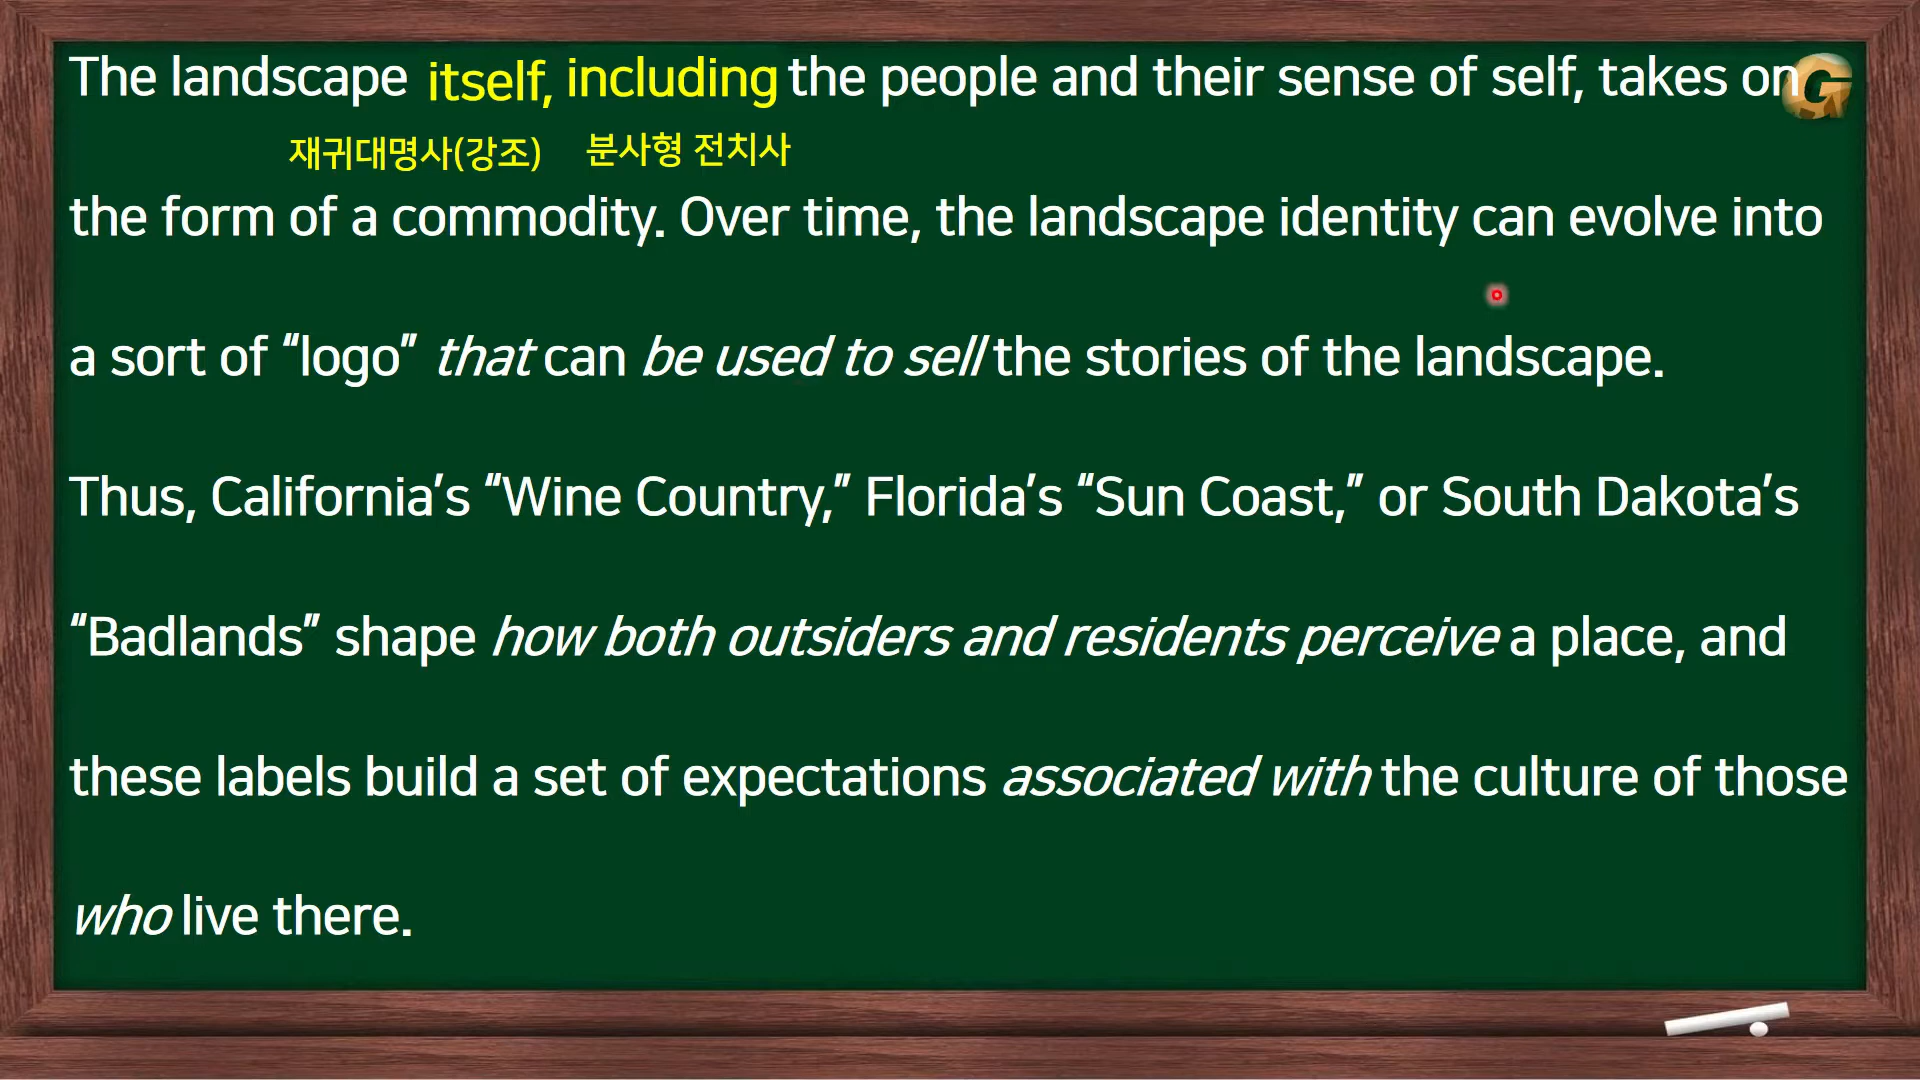 The landscape itself, including the people and their sense of self, takes on
재귀대명사(강조) 분사형 전치사
the form of a commodity. Over time, the landscape identity can evolve into
a sort of “logo” that can be used to sell the stories of the landscape.
Thus, California’s “Wine Country,” Florida’s “Sun Coast,” or South Dakota’s
“Badlands” shape how both outsiders and residents perceive a place, and
these labels build a set of expectations associated with the culture of those
who live there.